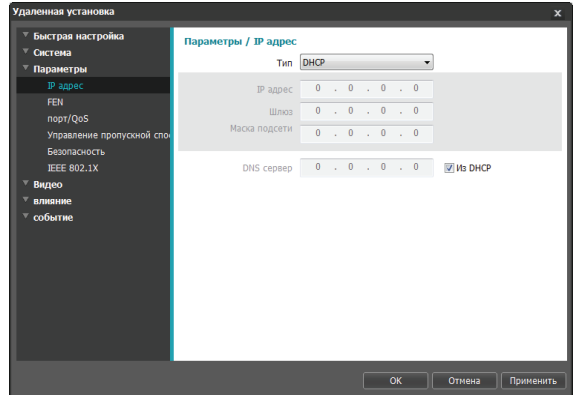 Удаленная установка
x
Быстрая настройка
Система
Параметры
IP адрес
FEN
порт/QoS
Управление пропускной спо
Безопасность
IEEE 802.1X
Видео
влияние
событие
Параметры / IP адрес
Тип DHCP
IP адрес 0 . 0 . 0 . 0
Шлюз 0 . 0 . 0 . 0
Маска подсети 0 . 0 . 0 . 0
DNS сервер 0 . 0 . 0 . 0 Из DHCP
OK Отмена Применить